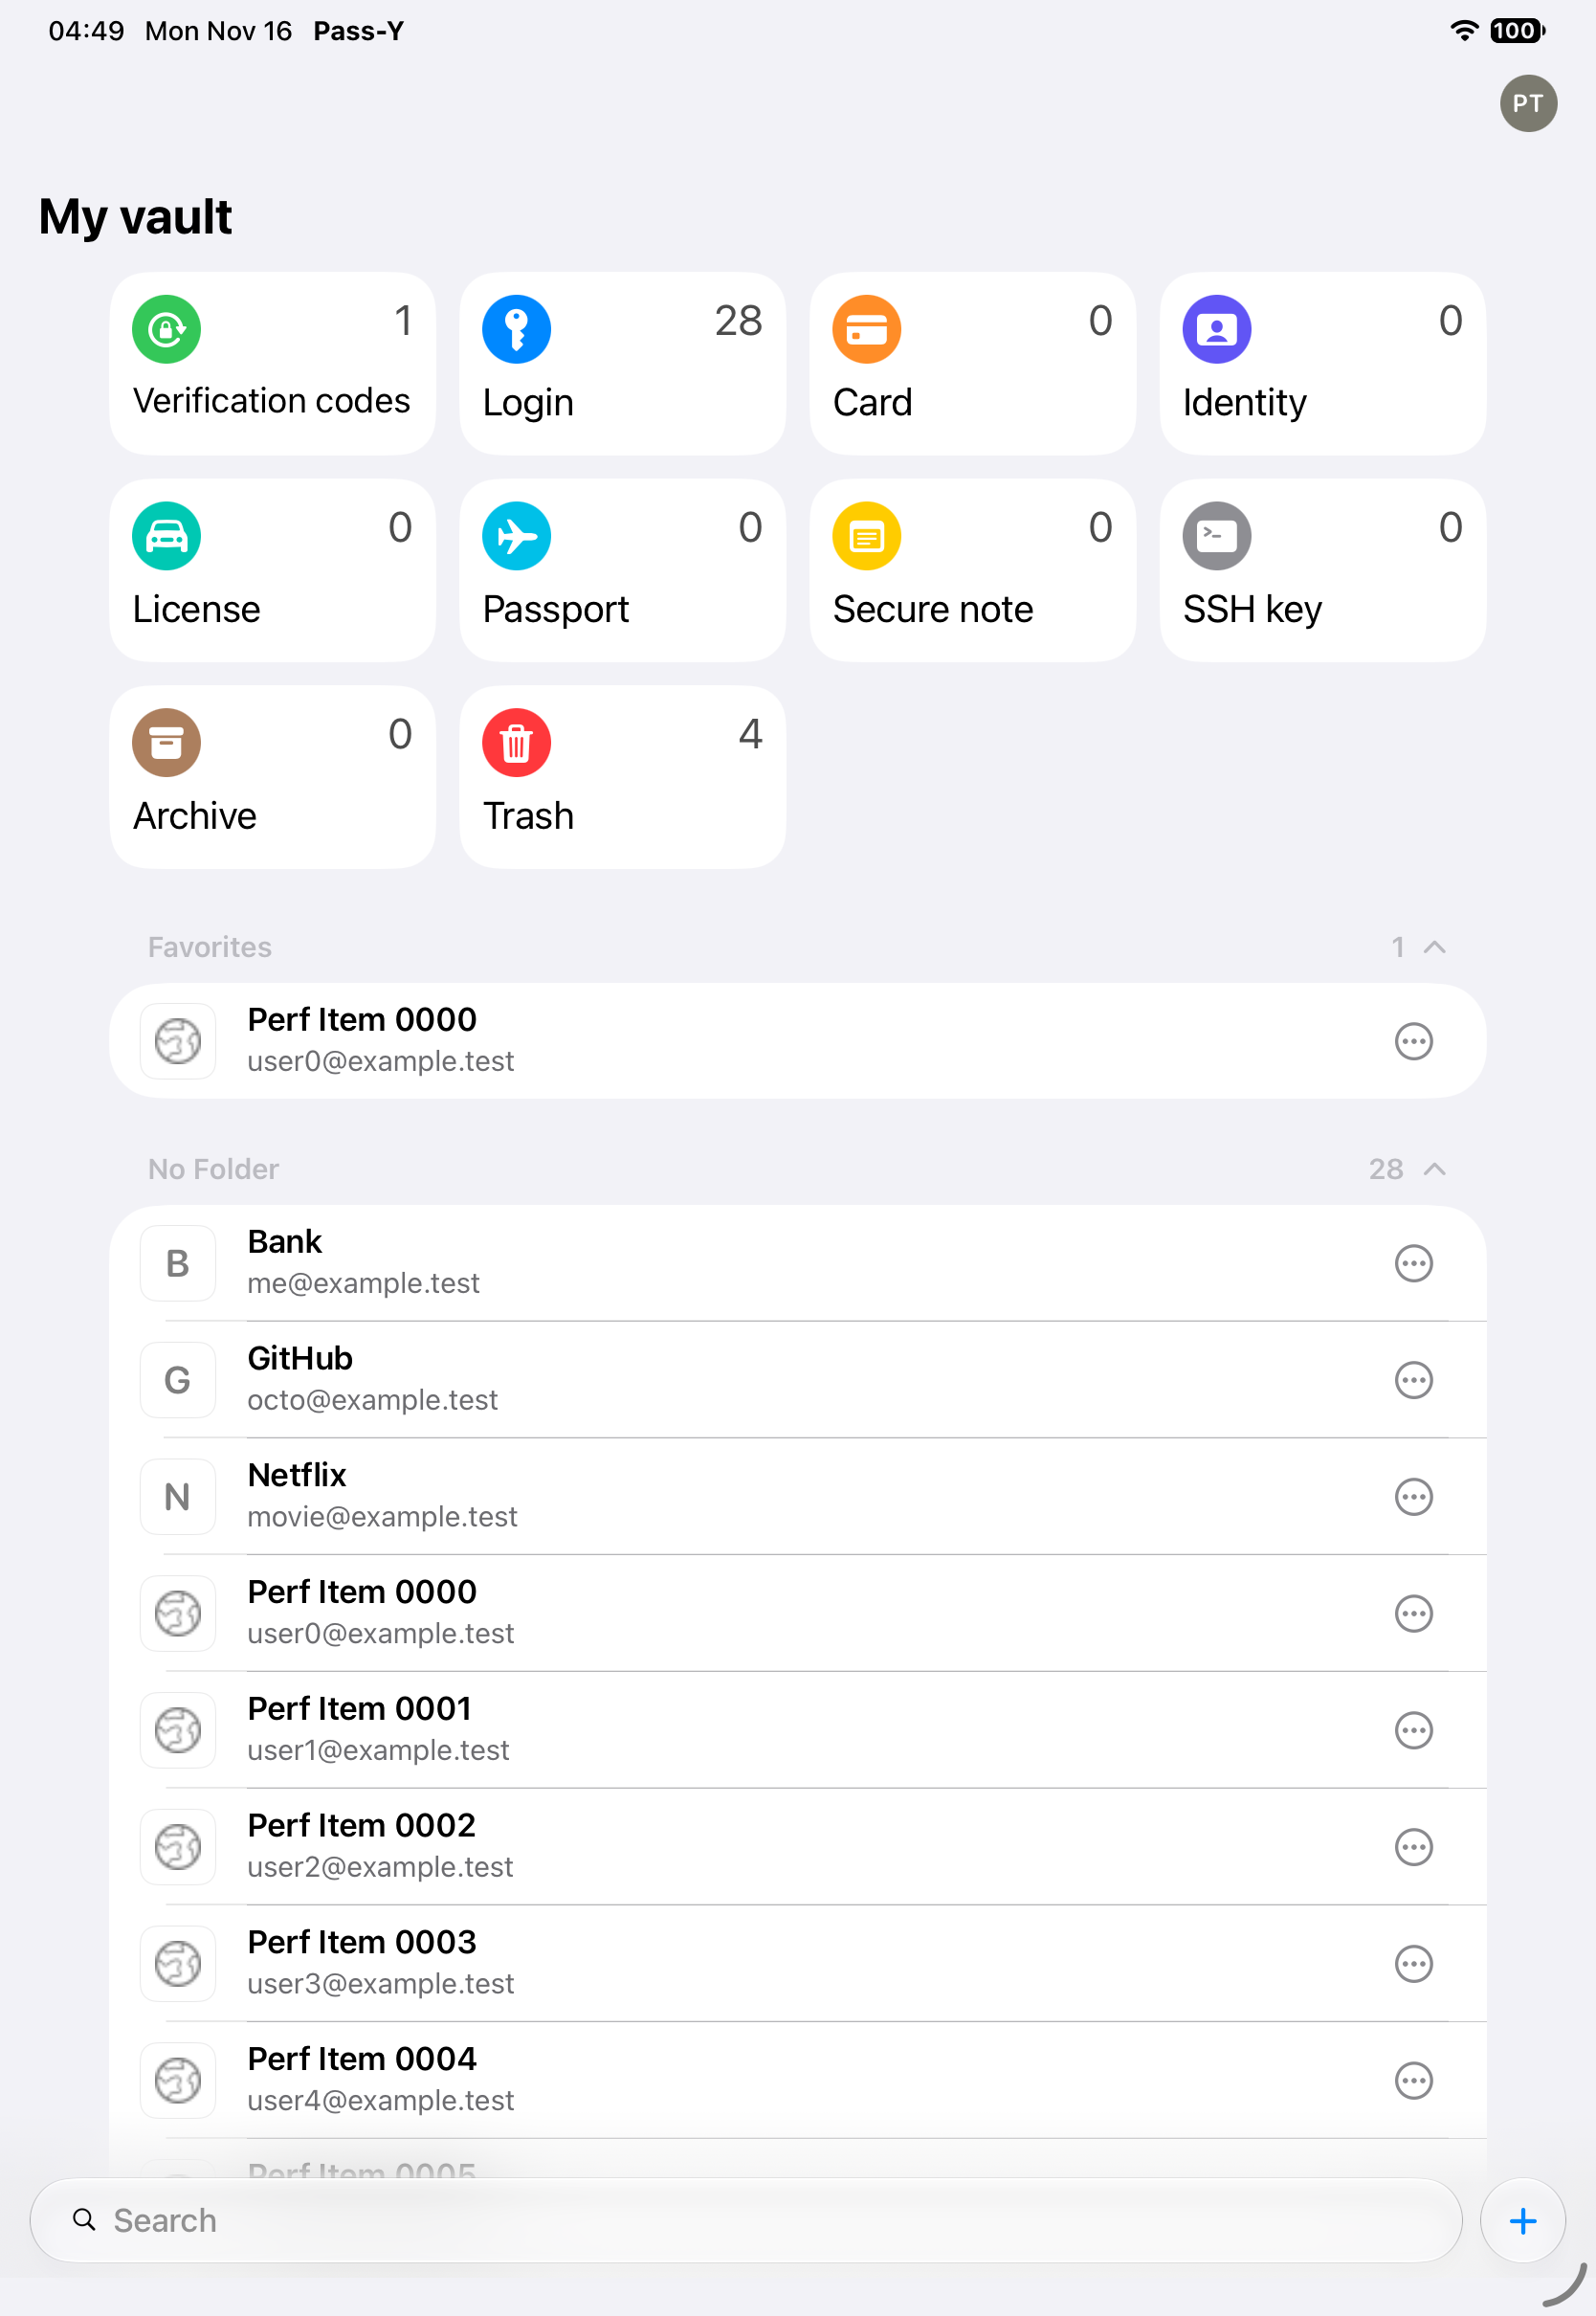 04:49 Mon Nov 16 Pass-Y
100
PT
My vault
1
Verification codes
28
Login
0
Card
0
Identity
0
License
0
Passport
0
Secure note
0
SSH key
0
Archive
4
Trash
Favorites 1
Perf Item 0000
user0@example.test
No Folder 28
B
Bank
me@example.test
G
GitHub
octo@example.test
N
Netflix
movie@example.test
Perf Item 0000
user0@example.test
Perf Item 0001
user1@example.test
Perf Item 0002
user2@example.test
Perf Item 0003
user3@example.test
Perf Item 0004
user4@example.test
Perf Item 0005
Search